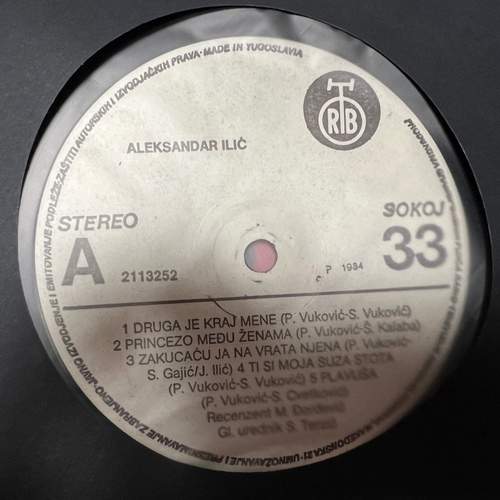 ZAŠTITI AUTORSKIH I IZVODJAČKIH PRAVA·MADE IN YUGOSLAVIA
RTB
ALEKSANDAR ILIČ
STEREO
SOKOJ
A
33
2113252
P 1984
1 DRUGA JE KRAJ MENE (P. Vuković-S. Vuković)
2 PRINCEZO MEĐU ŽENAMA (P. Vuković-Š. Kalaba)
3 ZAKUCAĆU JA NA VRATA NJENA (P. Vuković-
S. Gajić/J. Ilić) 4 TI SI MOJA SUZA STOTA
(P. Vuković-S. Vuković) 5 PLAVUŠA
(P. Vuković-S. Cvetković)
Recenzent M. Đorđević
Gl. urednik S. Terzić